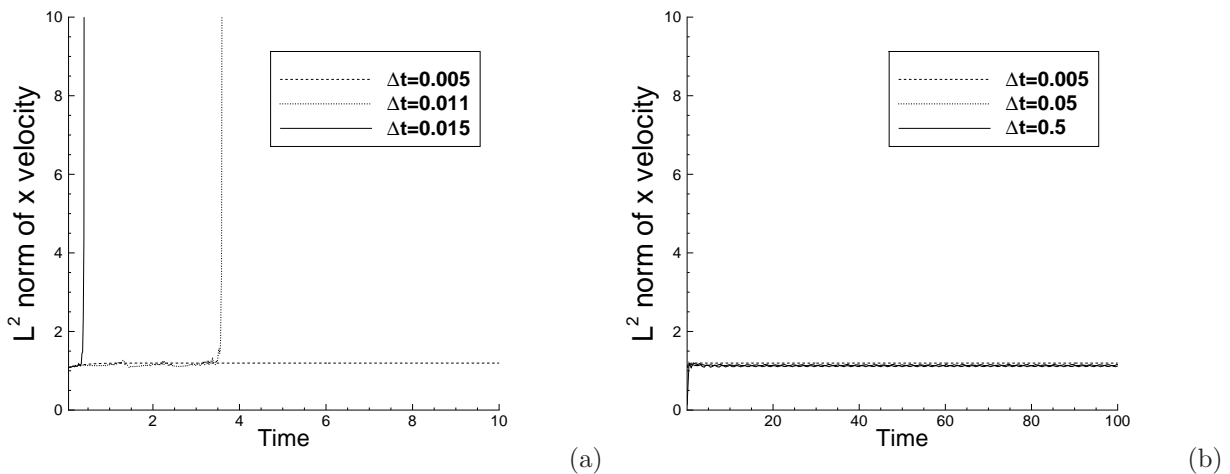 L² norm of x velocity
10
8
6
4
2
0
2 4 6 8 10
Time
Δt=0.005
Δt=0.011
Δt=0.015
(a)
L² norm of x velocity
10
8
6
4
2
0
20 40 60 80 100
Time
Δt=0.005
Δt=0.05
Δt=0.5
(b)